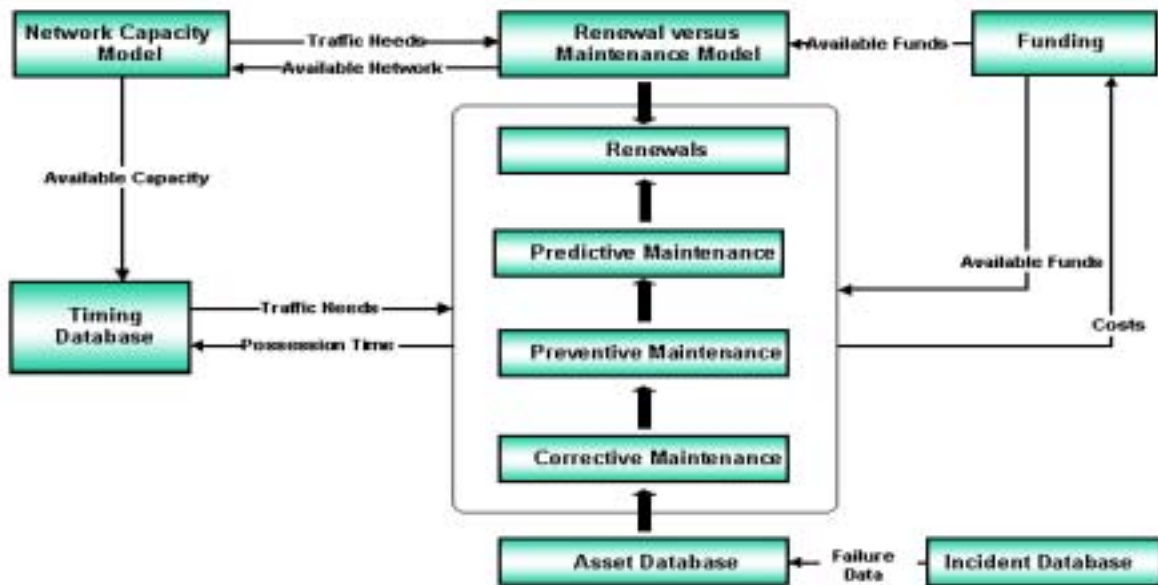 Network Capacity
Model
Traffic Needs
Available Network
Renewal versus
Maintenance Model
Available Funds
Funding
Renewals
Available Capacity
Predictive Maintenance
Available Funds
Timing
Database
Traffic Needs
Possession Time
Costs
Preventive Maintenance
Corrective Maintenance
Asset Database
Failure
Data
Incident Database